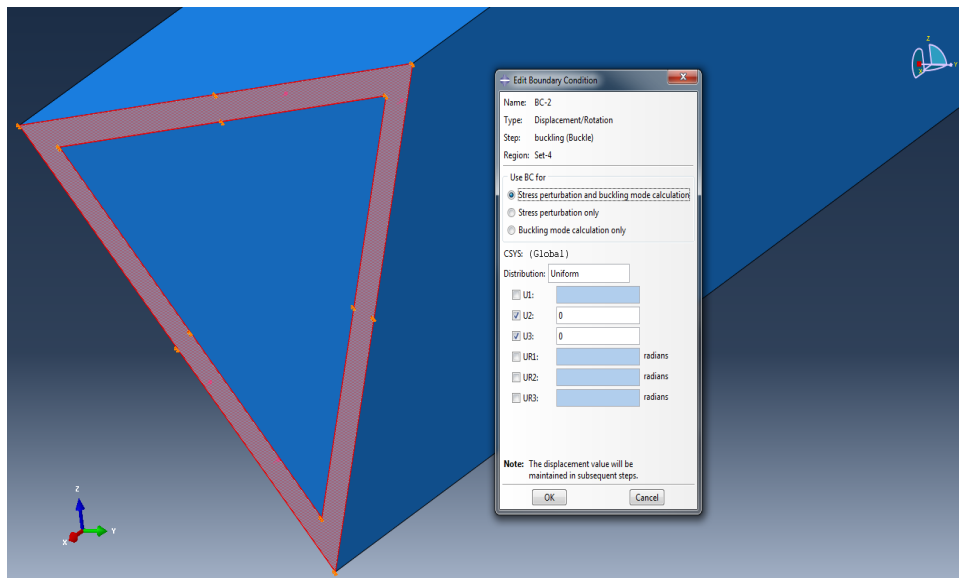 Edit Boundary Condition
X
Name: BC-2
Type: Displacement/Rotation
Step: buckling (Buckle)
Region: Set-4
Use BC for
Stress perturbation and buckling mode calculation
Stress perturbation only
Buckling mode calculation only
CSYS: (Global)
Distribution: Uniform
U1:
U2: 0
U3: 0
UR1: radians
UR2: radians
UR3: radians
Note: The displacement value will be
maintained in subsequent steps.
OK Cancel
Z
Y
X
Z
Y
X